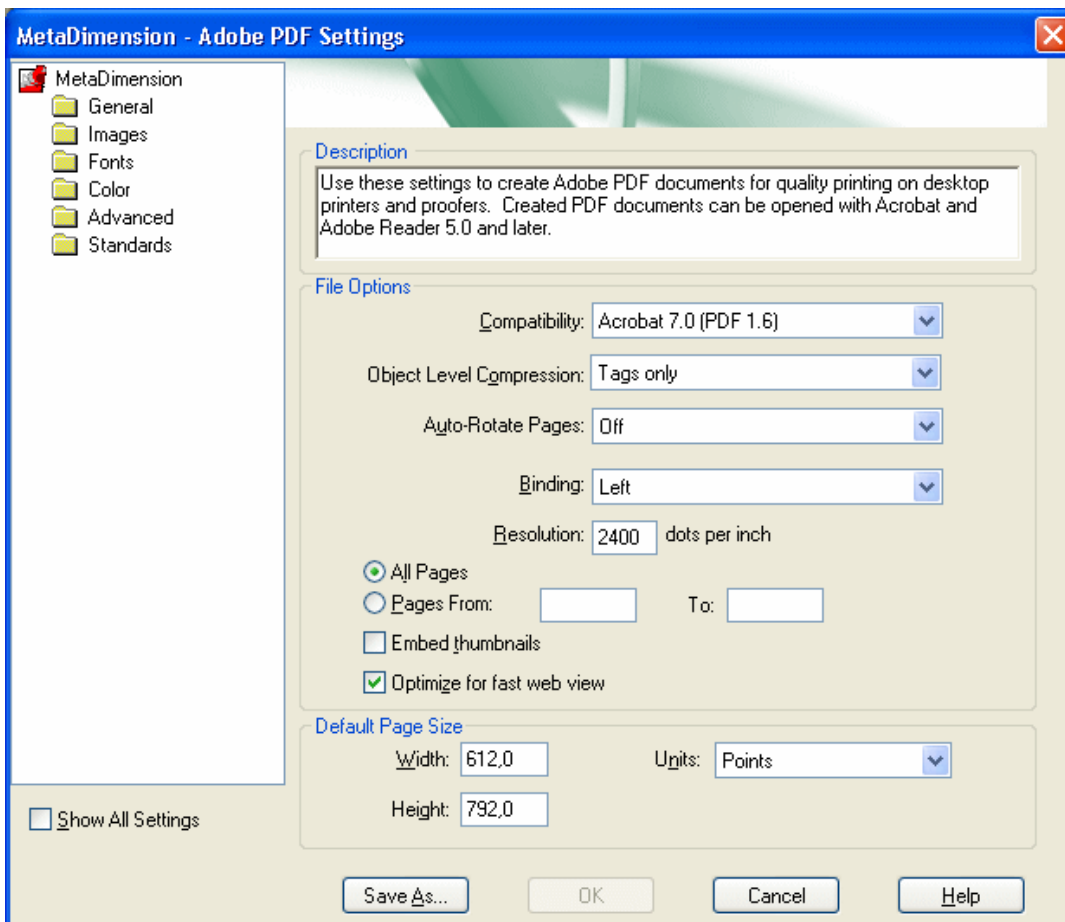 MetaDimension - Adobe PDF Settings
MetaDimension
General
Images
Fonts
Color
Advanced
Standards
Show All Settings
Description
Use these settings to create Adobe PDF documents for quality printing on desktop
printers and proofers. Created PDF documents can be opened with Acrobat and
Adobe Reader 5.0 and later.
File Options
Compatibility: Acrobat 7.0 (PDF 1.6)
Object Level Compression: Tags only
Auto-Rotate Pages: Off
Binding: Left
Resolution: 2400 dots per inch
All Pages
Pages From: To:
Embed thumbnails
Optimize for fast web view
Default Page Size
Width: 612,0 Units: Points
Height: 792,0
Save As... OK Cancel Help